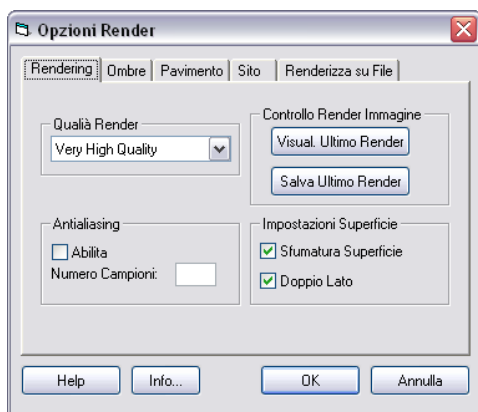 Opzioni Render
Rendering Ombre Pavimento Sito Renderizza su File
Qualià Render
Very High Quality
Controllo Render Immagine
Visual. Ultimo Render
Salva Ultimo Render
Antialiasing
Abilita
Numero Campioni:
Impostazioni Superficie
Sfumatura Superficie
Doppio Lato
Help Info... OK Annulla